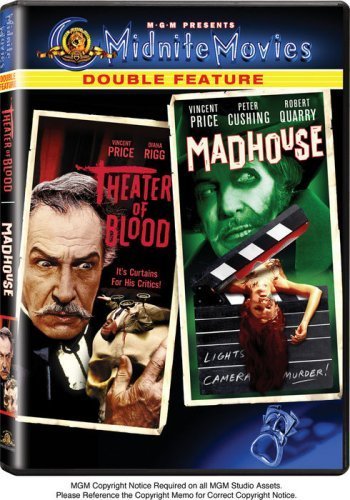 M·G·M PRESENTS
Midnite Movies
DOUBLE FEATURE
VINCENT PRICE
DIANA RIGG
THEATER OF BLOOD
It's Curtains
For His Critics!
VINCENT PRICE
PETER CUSHING
ROBERT QUARRY
MADHOUSE
LIGHTS
CAMERA MURDER!
Midnite Movies
DOUBLE FEATURE
THEATER OF BLOOD
MADHOUSE
MGM Copyright Notice Required on all MGM Studio Assets.
Please Reference the Copyright Memo for Correct Copyright Notice.